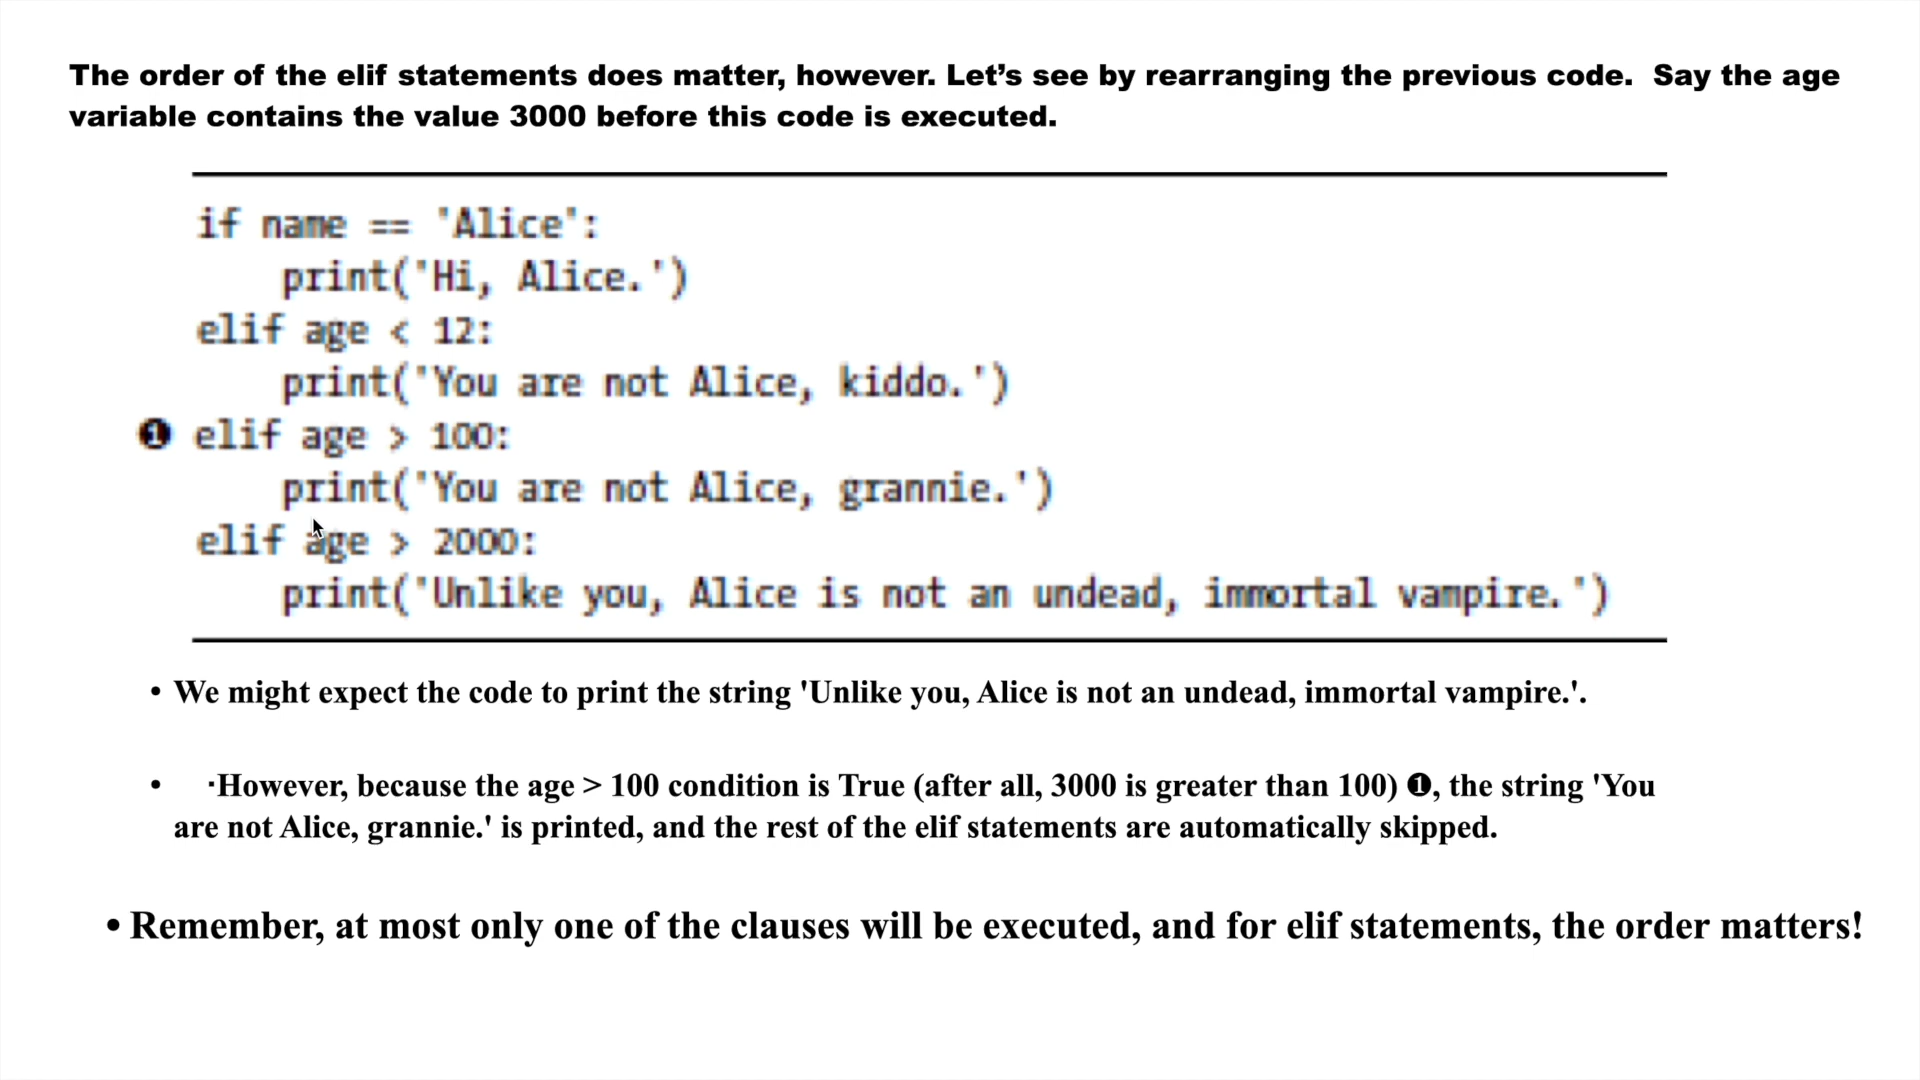 The order of the elif statements does matter, however. Let’s see by rearranging the previous code.  Say the age
variable contains the value 3000 before this code is executed.
if name == 'Alice':
    print('Hi, Alice.')
elif age < 12:
    print('You are not Alice, kiddo.')
❶ elif age > 100:
    print('You are not Alice, grannie.')
elif age > 2000:
    print('Unlike you, Alice is not an undead, immortal vampire.')
• We might expect the code to print the string 'Unlike you, Alice is not an undead, immortal vampire.'.
• ·However, because the age > 100 condition is True (after all, 3000 is greater than 100) ❶, the string 'You
are not Alice, grannie.' is printed, and the rest of the elif statements are automatically skipped.
• Remember, at most only one of the clauses will be executed, and for elif statements, the order matters!